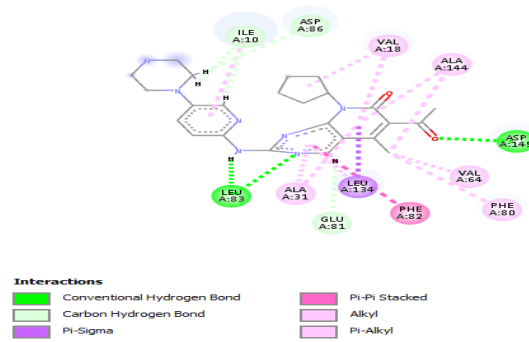 ASP
A:86
ILE
A:10
VAL
A:18
ALA
A:144
N
H
H
N
H
N
O
N
N
O
N
N
H
N
H
ASP
A:145
LEU
A:83
ALA
A:31
LEU
A:134
VAL
A:64
GLU
A:81
PHE
A:82
PHE
A:80
Interactions
Conventional Hydrogen Bond
Carbon Hydrogen Bond
Pi-Sigma
Pi-Pi Stacked
Alkyl
Pi-Alkyl